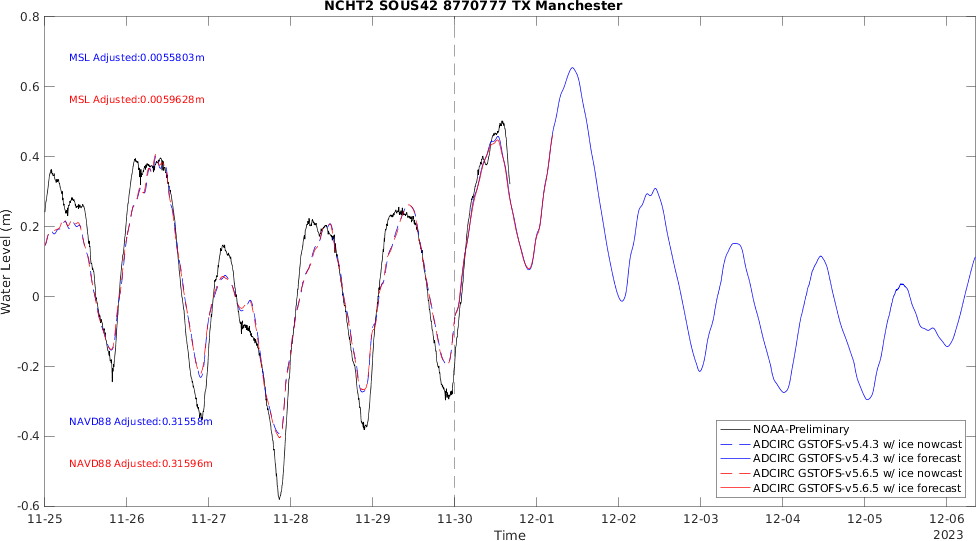 NCHT2 SOUS42 8770777 TX Manchester
0.8
0.6
0.4
0.2
0
-0.2
-0.4
-0.6
Water Level (m)
MSL Adjusted:0.0055803m
MSL Adjusted:0.0059628m
NAVD88 Adjusted:0.31558m
NAVD88 Adjusted:0.31596m
NOAA-Preliminary
ADCIRC GSTOFS-v5.4.3 w/ ice nowcast
ADCIRC GSTOFS-v5.4.3 w/ ice forecast
ADCIRC GSTOFS-v5.6.5 w/ ice nowcast
ADCIRC GSTOFS-v5.6.5 w/ ice forecast
11-25 11-26 11-27 11-28 11-29 11-30 12-01 12-02 12-03 12-04 12-05 12-06
Time
2023